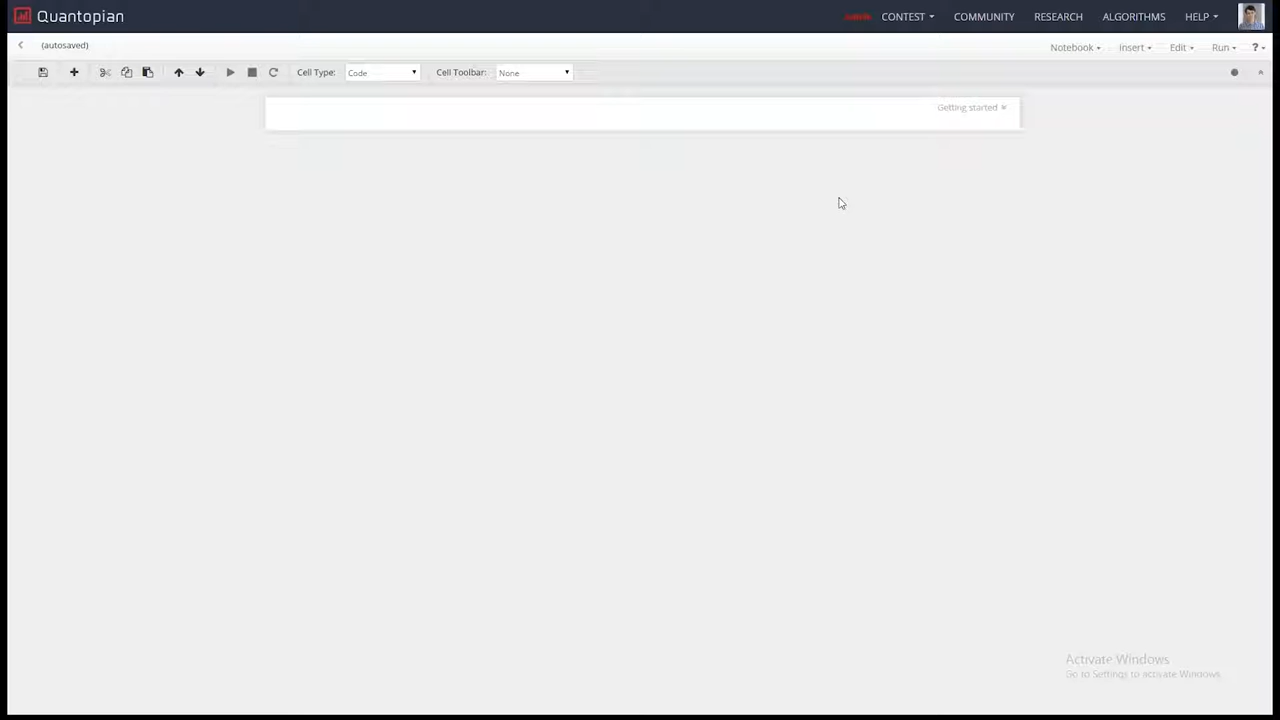 Quantopian
CONTEST COMMUNITY RESEARCH ALGORITHMS HELP
(autosaved)
Notebook Insert Edit Run ?
Cell Type: Code Cell Toolbar: None
Getting started
Activate Windows
Go to Settings to activate Windows.